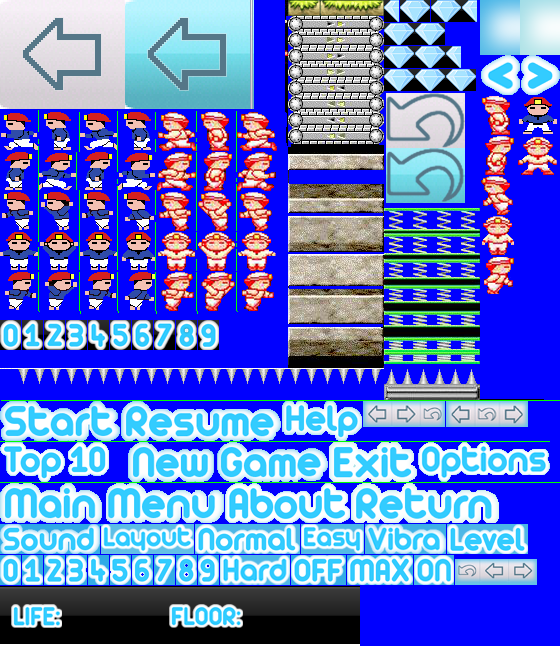 0123456789
Start Resume Help
Top 10 New Game Exit Options
Main Menu About Return
Sound Layout Normal Easy Vibra Level
0123456789 Hard OFF MAX ON
LIFE: FLOOR: